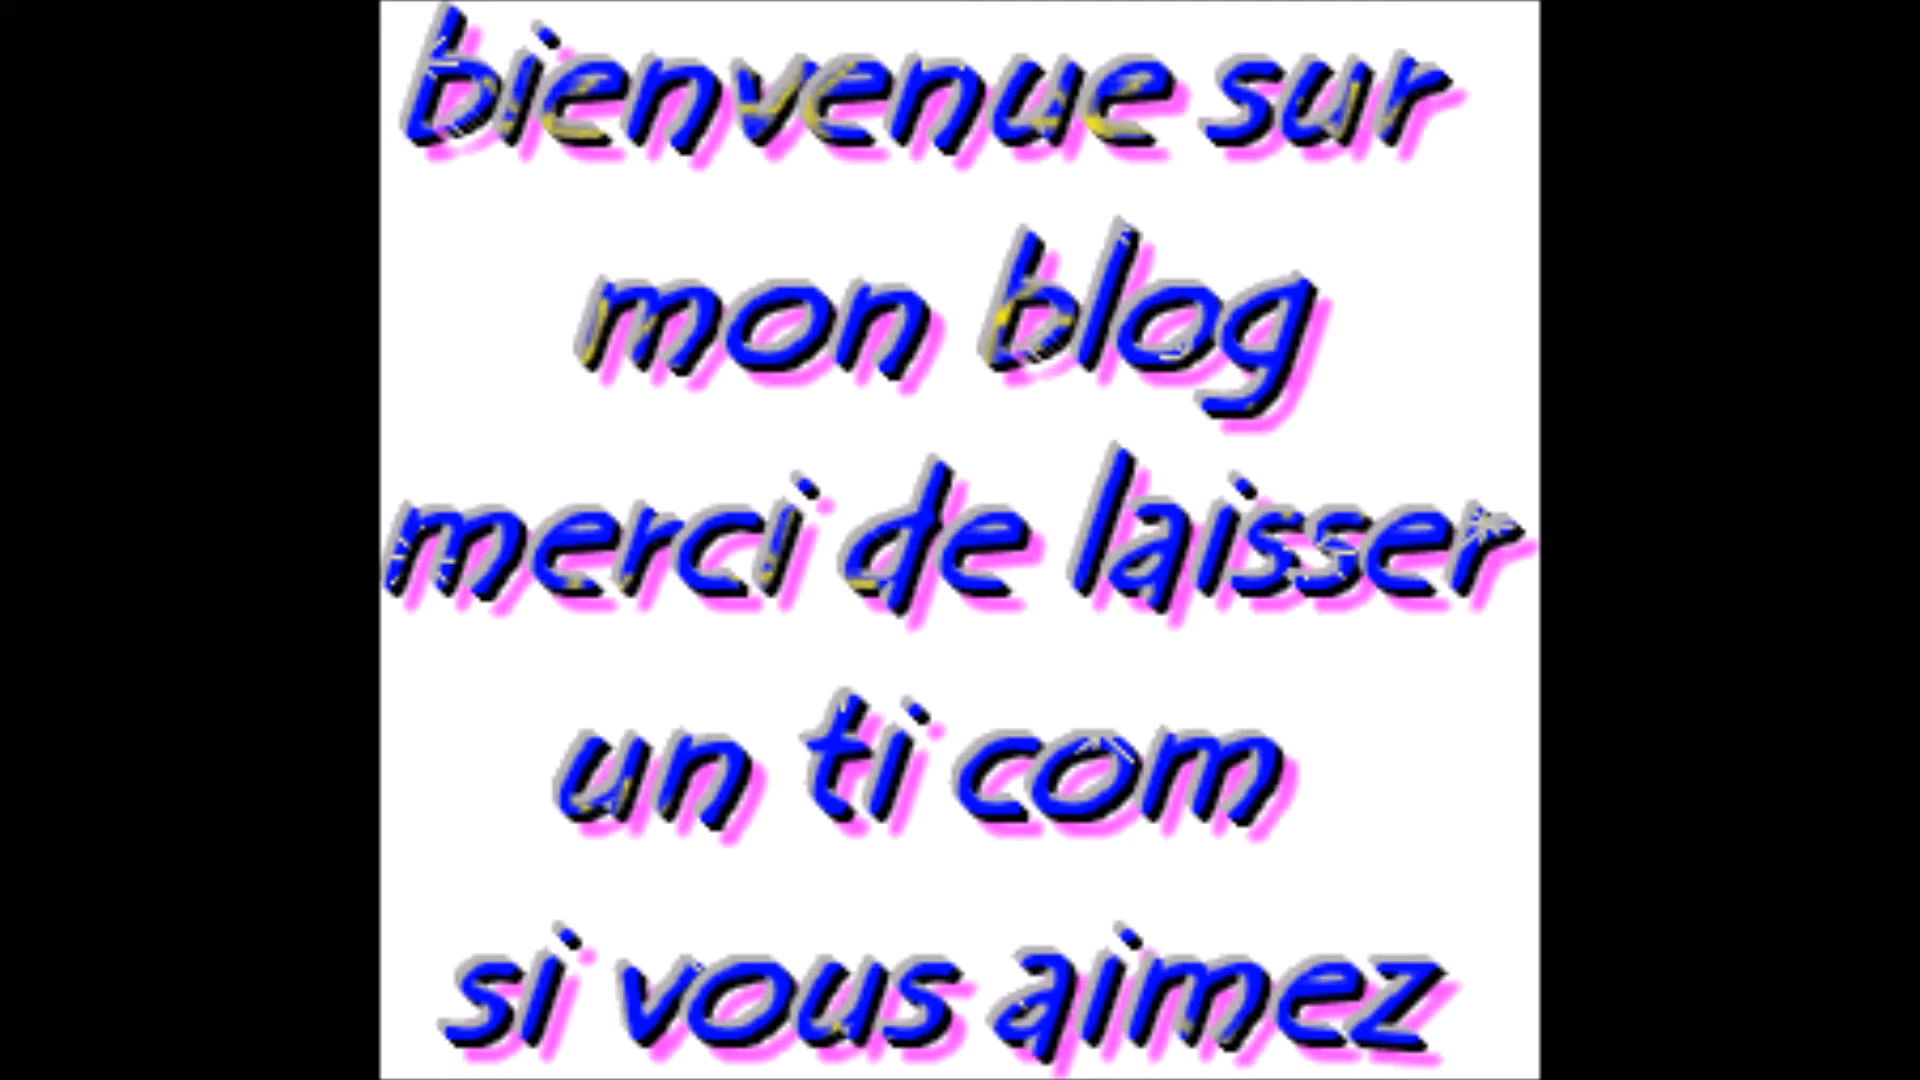 bienvenue sur
mon blog
merci de laisser
un ti com
si vous aimez